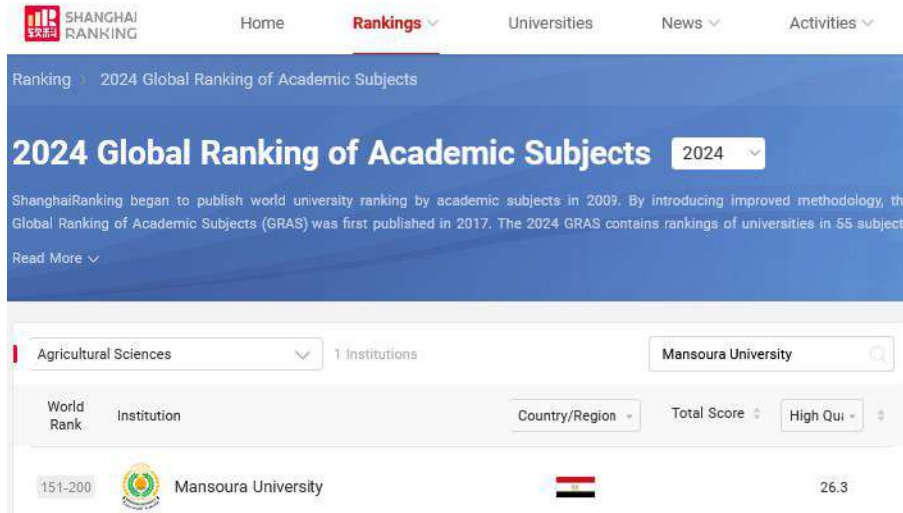 软科 SHANGHAI RANKING
Home
Rankings
Universities
News
Activities
Ranking > 2024 Global Ranking of Academic Subjects
2024 Global Ranking of Academic Subjects
2024
ShanghaiRanking began to publish world university ranking by academic subjects in 2009. By introducing improved methodology, th
Global Ranking of Academic Subjects (GRAS) was first published in 2017. The 2024 GRAS contains rankings of universities in 55 subject
Read More
Agricultural Sciences
1 Institutions
Mansoura University
World Rank
Institution
Country/Region
Total Score
High Qu
151-200
Mansoura University
26.3